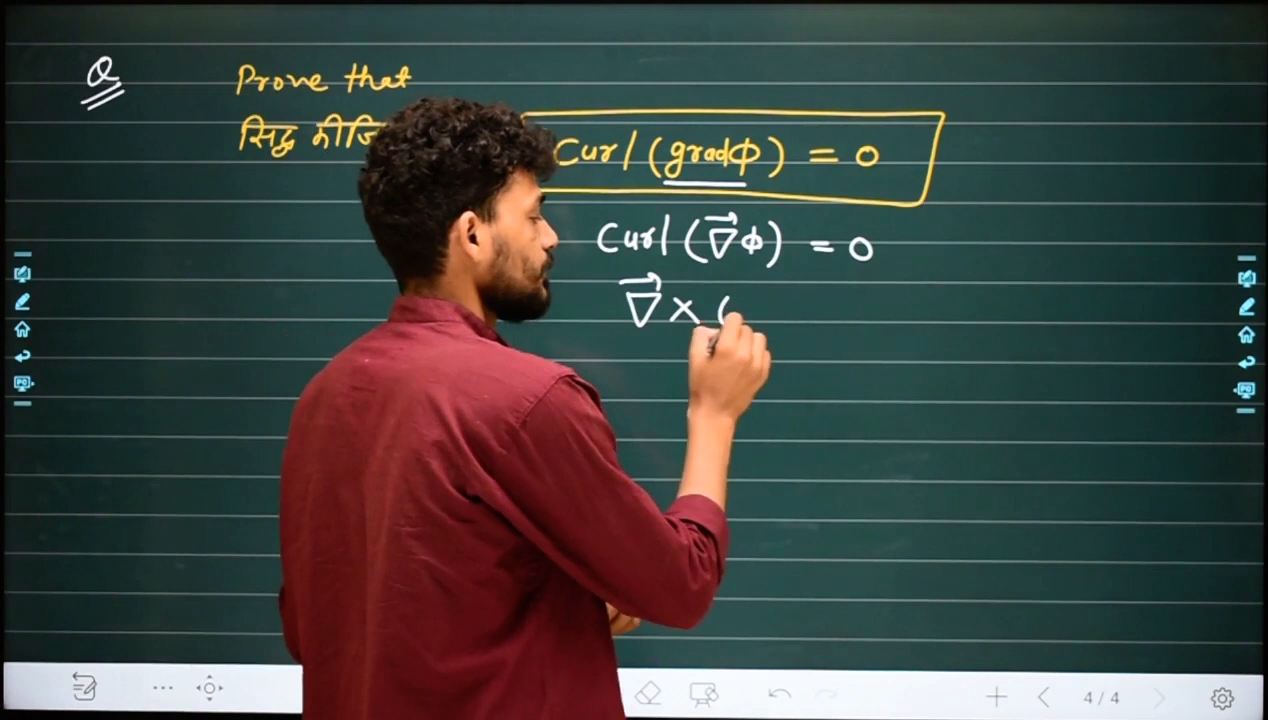 Q
Prove that
सिद्ध कीजि
Curl (gradϕ) = 0
Curl (∇⃗ϕ) = 0
∇⃗ × (
4 / 4